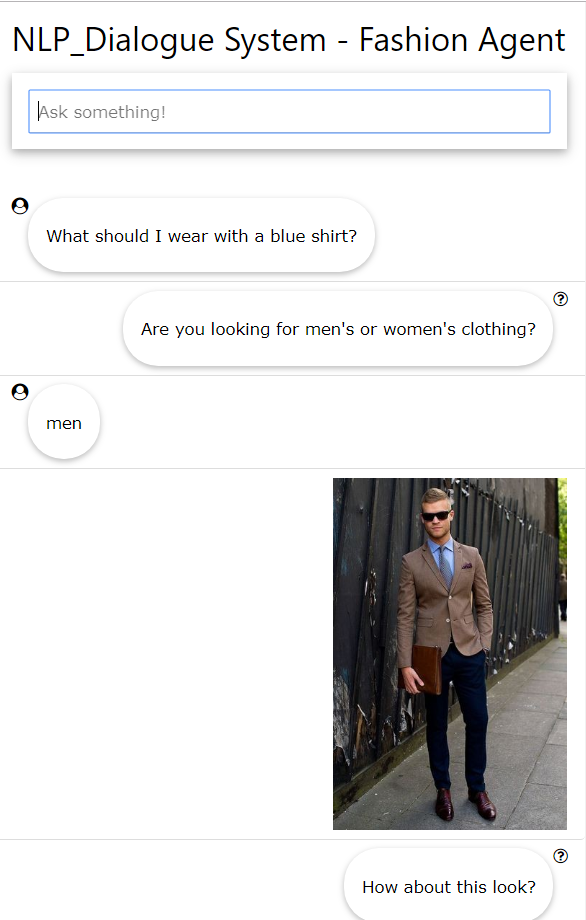 NLP_Dialogue System - Fashion Agent
Ask something!
What should I wear with a blue shirt?
Are you looking for men's or women's clothing?
men
How about this look?